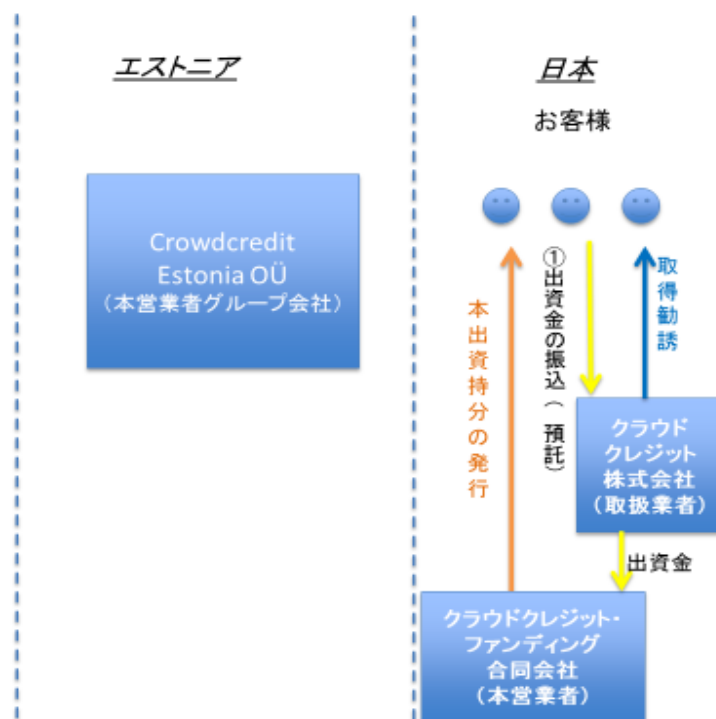 エストニア
日本
お客様
Crowdcredit
Estonia OÜ
(本営業者グループ会社)
本出資持分の発行
①出資金の振込(預託)
取得勧誘
クラウド
クレジット
株式会社
(取扱業者)
出資金
クラウドクレジット・
ファンディング
合同会社
(本営業者)